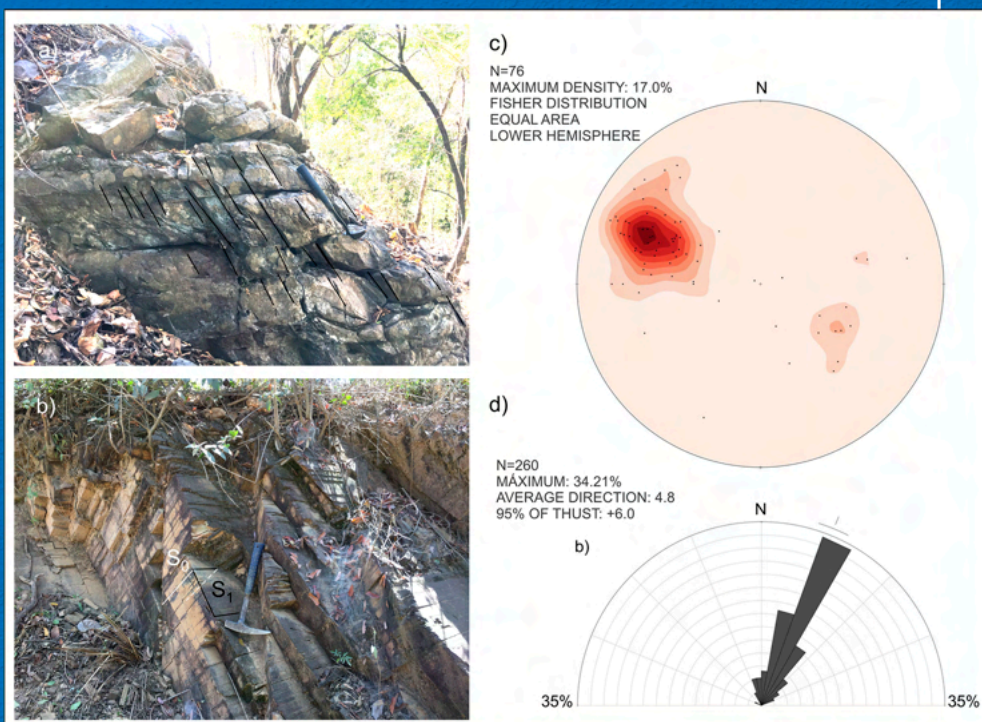 a)
c)
N=76
MAXIMUM DENSITY: 17.0%
FISHER DISTRIBUTION
EQUAL AREA
LOWER HEMISPHERE
N
b)
S₀
S₁
d)
N=260
MÁXIMUM: 34.21%
AVERAGE DIRECTION: 4.8
95% OF THUST: +6.0
N
b)
35%
35%